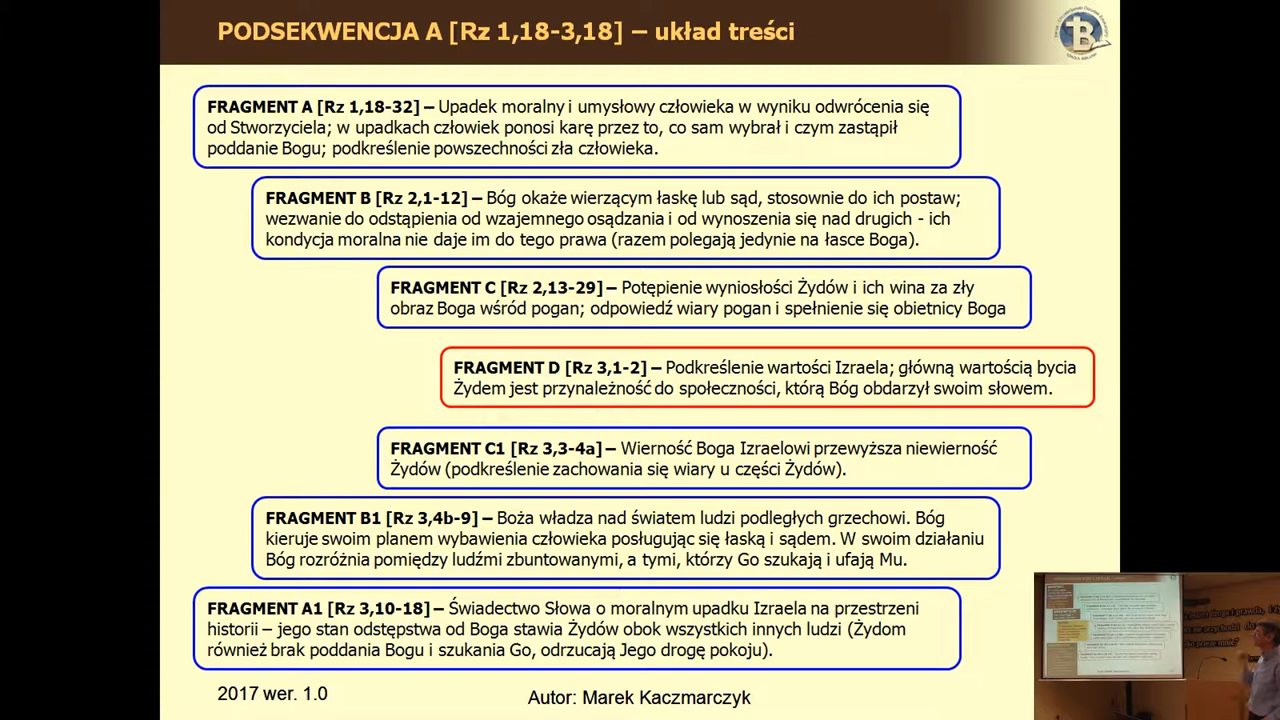 PODSEKWENCJA A [Rz 1,18-3,18] – układ treści
FRAGMENT A [Rz 1,18-32] – Upadek moralny i umysłowy człowieka w wyniku odwrócenia się
od Stworzyciela; w upadkach człowiek ponosi karę przez to, co sam wybrał i czym zastąpił
poddanie Bogu; podkreślenie powszechności zła człowieka.
FRAGMENT B [Rz 2,1-12] – Bóg okaże wierzącym łaskę lub sąd, stosownie do ich postaw;
wezwanie do odstąpienia od wzajemnego osądzania i od wynoszenia się nad drugich - ich
kondycja moralna nie daje im do tego prawa (razem polegają jedynie na łasce Boga).
FRAGMENT C [Rz 2,13-29] – Potępienie wyniosłości Żydów i ich wina za zły
obraz Boga wśród pogan; odpowiedź wiary pogan i spełnienie się obietnicy Boga
FRAGMENT D [Rz 3,1-2] – Podkreślenie wartości Izraela; główną wartością bycia
Żydem jest przynależność do społeczności, którą Bóg obdarzył swoim słowem.
FRAGMENT C1 [Rz 3,3-4a] – Wierność Boga Izraelowi przewyższa niewierność
Żydów (podkreślenie zachowania się wiary u części Żydów).
FRAGMENT B1 [Rz 3,4b-9] – Boża władza nad światem ludzi podległych grzechowi. Bóg
kieruje swoim planem wybawienia człowieka posługując się łaską i sądem. W swoim działaniu
Bóg rozróżnia pomiędzy ludźmi zbuntowanymi, a tymi, którzy Go szukają i ufają Mu.
FRAGMENT A1 [Rz 3,10-18] – Świadectwo Słowa o moralnym upadku Izraela na przestrzeni
historii – jego stan odstępstwa od Boga stawia Żydów obok wszystkich innych ludzi (Żydom
również brak poddania Bogu i szukania Go, odrzucają Jego drogę pokoju).
2017 wer. 1.0
Autor: Marek Kaczmarczyk